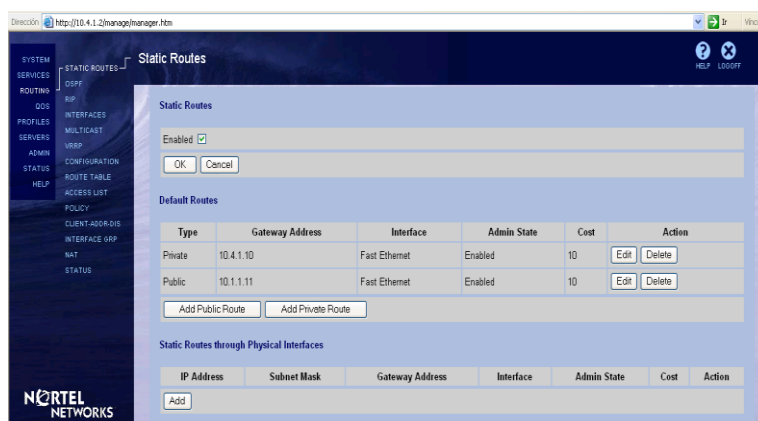 Dirección http://10.4.1.2/manage/manager.htm Ir Vínc
SYSTEM
SERVICES
ROUTING
QOS
PROFILES
SERVERS
ADMIN
STATUS
HELP
STATIC ROUTES
OSPF
RIP
INTERFACES
MULTICAST
VRRP
CONFIGURATION
ROUTE TABLE
ACCESS LIST
POLICY
CLIENT-ADDR-DIS
INTERFACE GRP
NAT
STATUS
Static Routes
HELP LOGOFF
Static Routes
Enabled
OK Cancel
Default Routes
Type Gateway Address Interface Admin State Cost Action
Private 10.4.1.10 Fast Ethernet Enabled 10 Edit Delete
Public 10.1.1.11 Fast Ethernet Enabled 10 Edit Delete
Add Public Route Add Private Route
Static Routes through Physical Interfaces
IP Address Subnet Mask Gateway Address Interface Admin State Cost Action
Add
NORTEL
NETWORKS